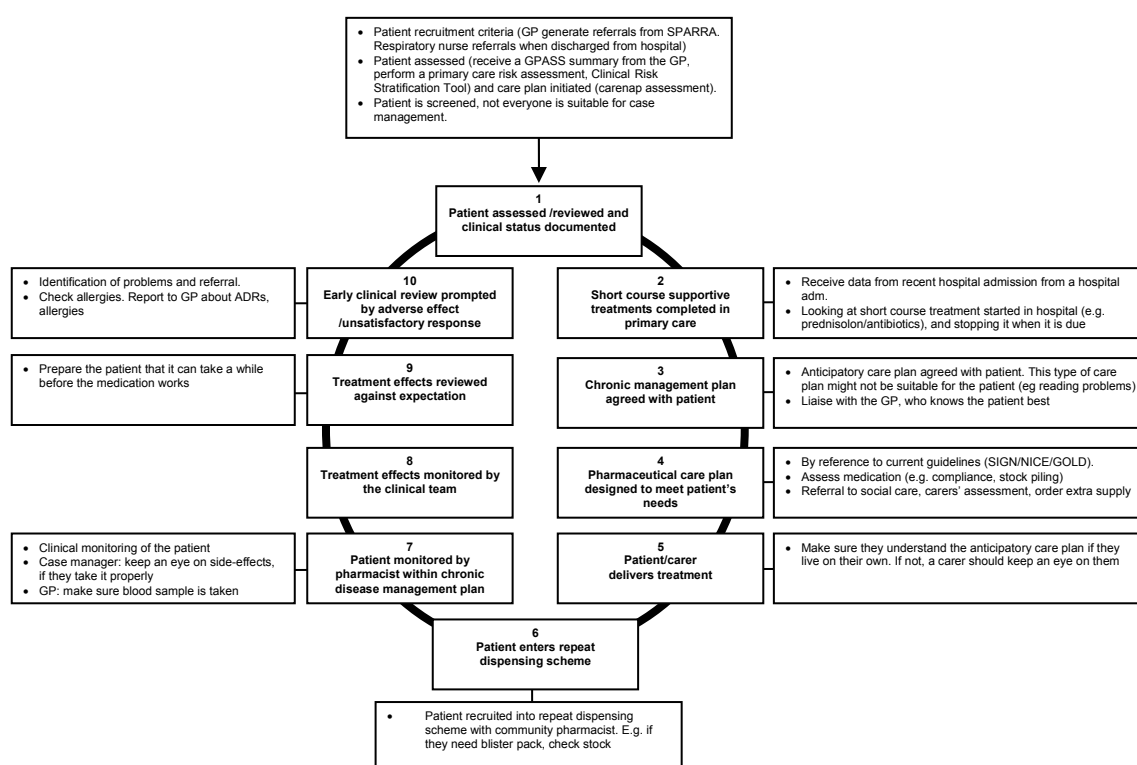 • Patient recruitment criteria (GP generate referrals from SPARRA.
Respiratory nurse referrals when discharged from hospital)
• Patient assessed (receive a GPASS summary from the GP,
perform a primary care risk assessment, Clinical Risk
Stratification Tool) and care plan initiated (carenap assessment).
• Patient is screened, not everyone is suitable for case
management.
1
Patient assessed /reviewed and
clinical status documented
• Identification of problems and referral.
• Check allergies. Report to GP about ADRs,
allergies
10
Early clinical review prompted
by adverse effect
/unsatisfactory response
2
Short course supportive
treatments completed in
primary care
• Receive data from recent hospital admission from a hospital
adm.
• Looking at short course treatment started in hospital (e.g.
prednisolon/antibiotics), and stopping it when it is due
• Prepare the patient that it can take a while
before the medication works
9
Treatment effects reviewed
against expectation
3
Chronic management plan
agreed with patient
• Anticipatory care plan agreed with patient. This type of care
plan might not be suitable for the patient (eg reading problems)
• Liaise with the GP, who knows the patient best
8
Treatment effects monitored by
the clinical team
4
Pharmaceutical care plan
designed to meet patient's
needs
• By reference to current guidelines (SIGN/NICE/GOLD).
• Assess medication (e.g. compliance, stock piling)
• Referral to social care, carers' assessment, order extra supply
• Clinical monitoring of the patient
• Case manager: keep an eye on side-effects,
if they take it properly
• GP: make sure blood sample is taken
7
Patient monitored by
pharmacist within chronic
disease management plan
5
Patient/carer
delivers treatment
• Make sure they understand the anticipatory care plan if they
live on their own. If not, a carer should keep an eye on them
6
Patient enters repeat
dispensing scheme
• Patient recruited into repeat dispensing
scheme with community pharmacist. E.g. if
they need blister pack, check stock